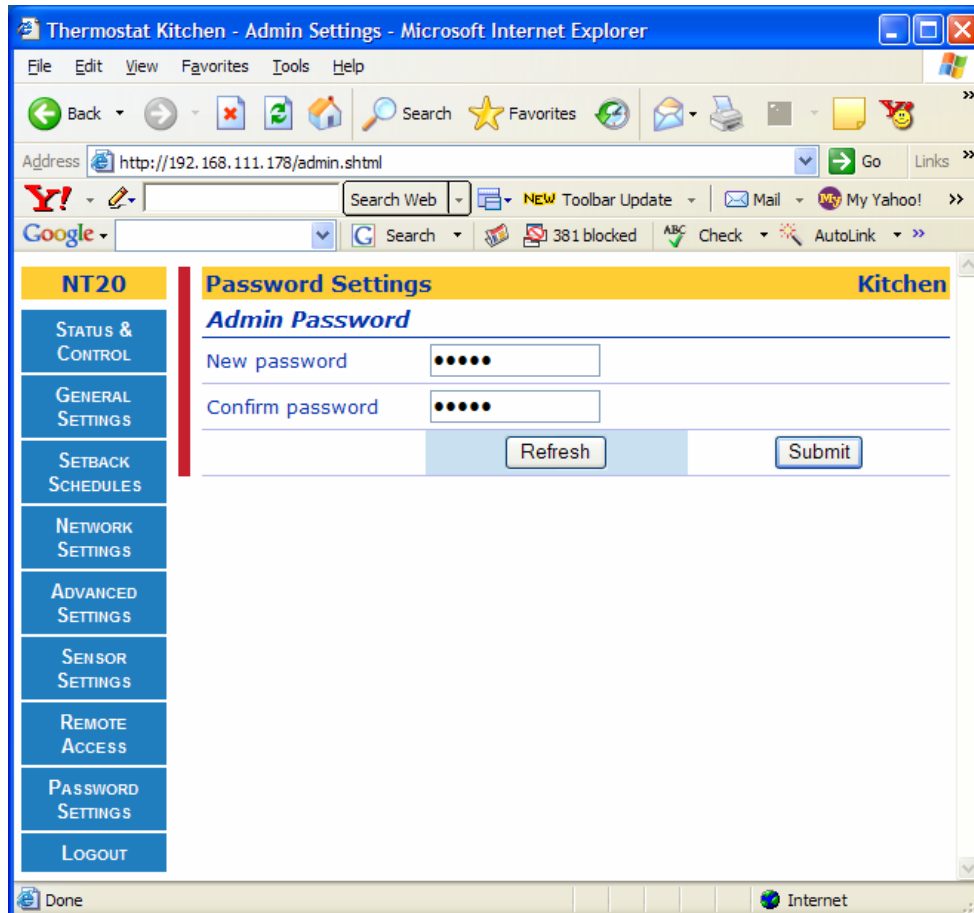 Thermostat Kitchen - Admin Settings - Microsoft Internet Explorer
File Edit View Favorites Tools Help
Back Search Favorites »
Address http://192.168.111.178/admin.shtml Go Links »
Y! Search Web NEW Toolbar Update Mail My My Yahoo! »
Google G Search 381 blocked ABC Check AutoLink »
NT20
Password Settings Kitchen
Admin Password
New password •••••
Confirm password •••••
Refresh Submit
STATUS &
CONTROL
GENERAL
SETTINGS
SETBACK
SCHEDULES
NETWORK
SETTINGS
ADVANCED
SETTINGS
SENSOR
SETTINGS
REMOTE
ACCESS
PASSWORD
SETTINGS
LOGOUT
Done Internet